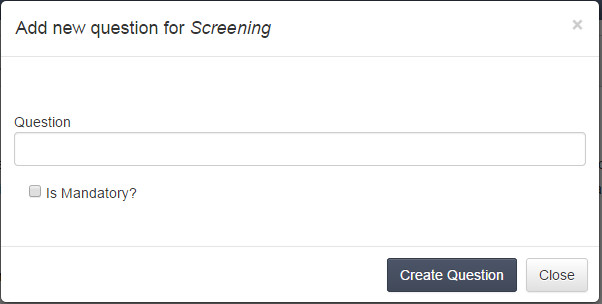 Add new question for Screening
×
Question
Is Mandatory?
Create Question
Close